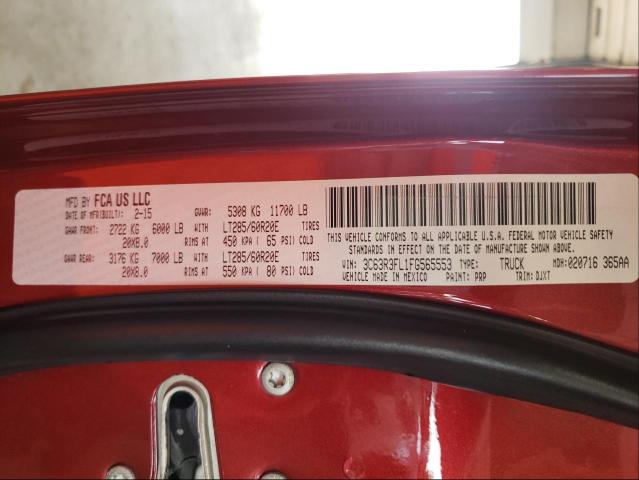 MFD BY FCA US LLC
DATE OF MFR(BUILT): 2-15 GVWR: 5308 KG 11700 LB
GAWR FRONT: 2722 KG 6000 LB WITH LT285/60R20E TIRES
20X8.0 RIMS AT 450 KPA ( 65 PSI) COLD
GAWR REAR: 3176 KG 7000 LB WITH LT285/60R20E TIRES
20X8.0 RIMS AT 550 KPA ( 80 PSI) COLD
THIS VEHICLE CONFORMS TO ALL APPLICABLE U.S.A. FEDERAL MOTOR VEHICLE SAFETY
STANDARDS IN EFFECT ON THE DATE OF MANUFACTURE SHOWN ABOVE
VIN: 3C63R3FL1FG565553 TYPE: TRUCK MDH: 020716 365AA
VEHICLE MADE IN MEXICO PAINT: PRP TRIM: DJXT